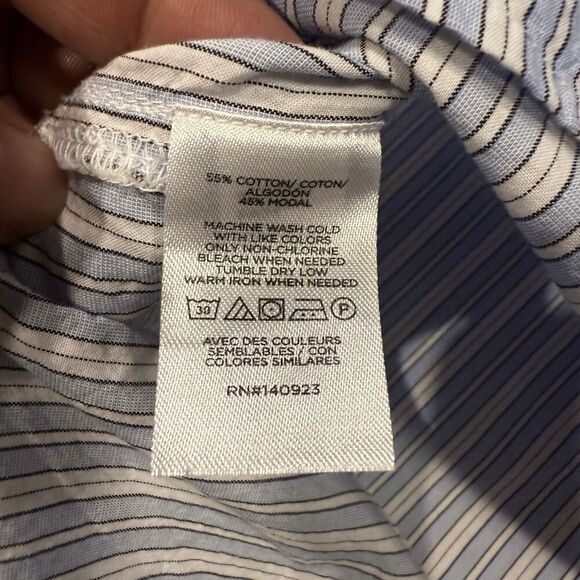 55% COTTON/ COTON/
ALGODÓN
45% MODAL
MACHINE WASH COLD
WITH LIKE COLORS
ONLY NON-CHLORINE
BLEACH WHEN NEEDED
TUMBLE DRY LOW
WARM IRON WHEN NEEDED
30 P
AVEC DES COULEURS
SEMBLABLES / CON
COLORES SIMILARES
RN#140923